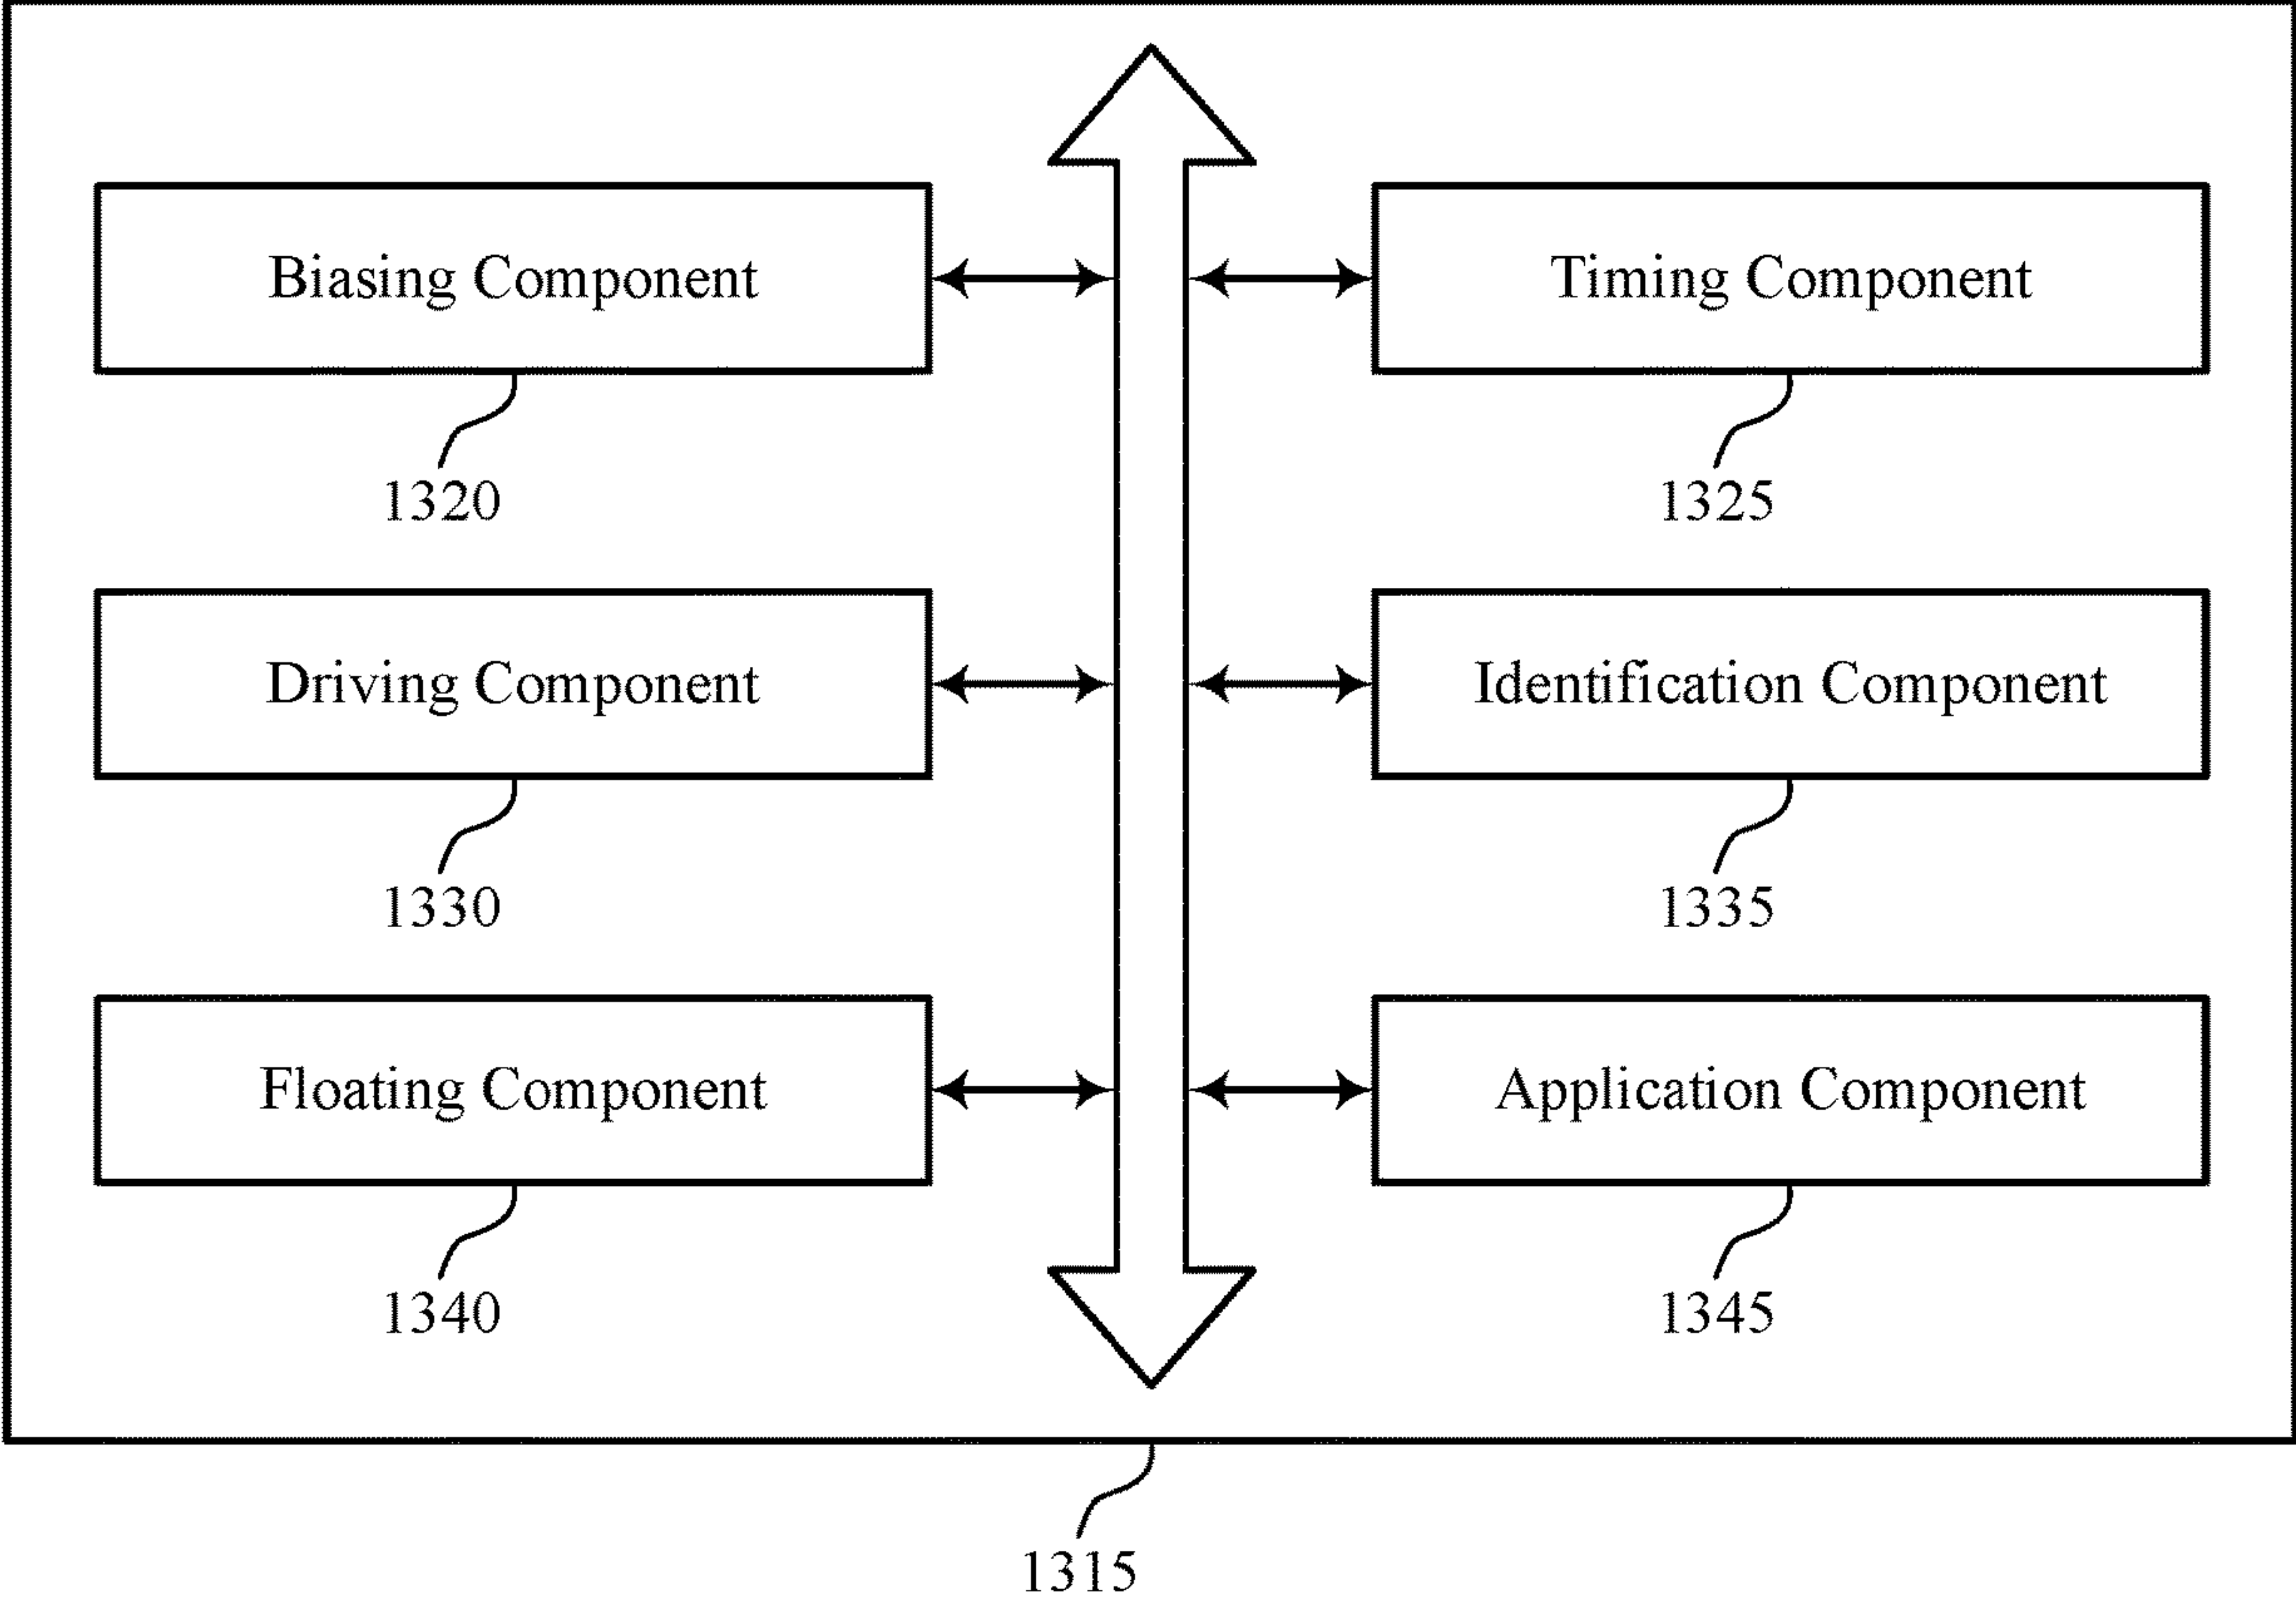 Biasing Component
Timing Component
1320
1325
Driving Component
Identification Component
1330
1335
Floating Component
Application Component
1340
1345
1315